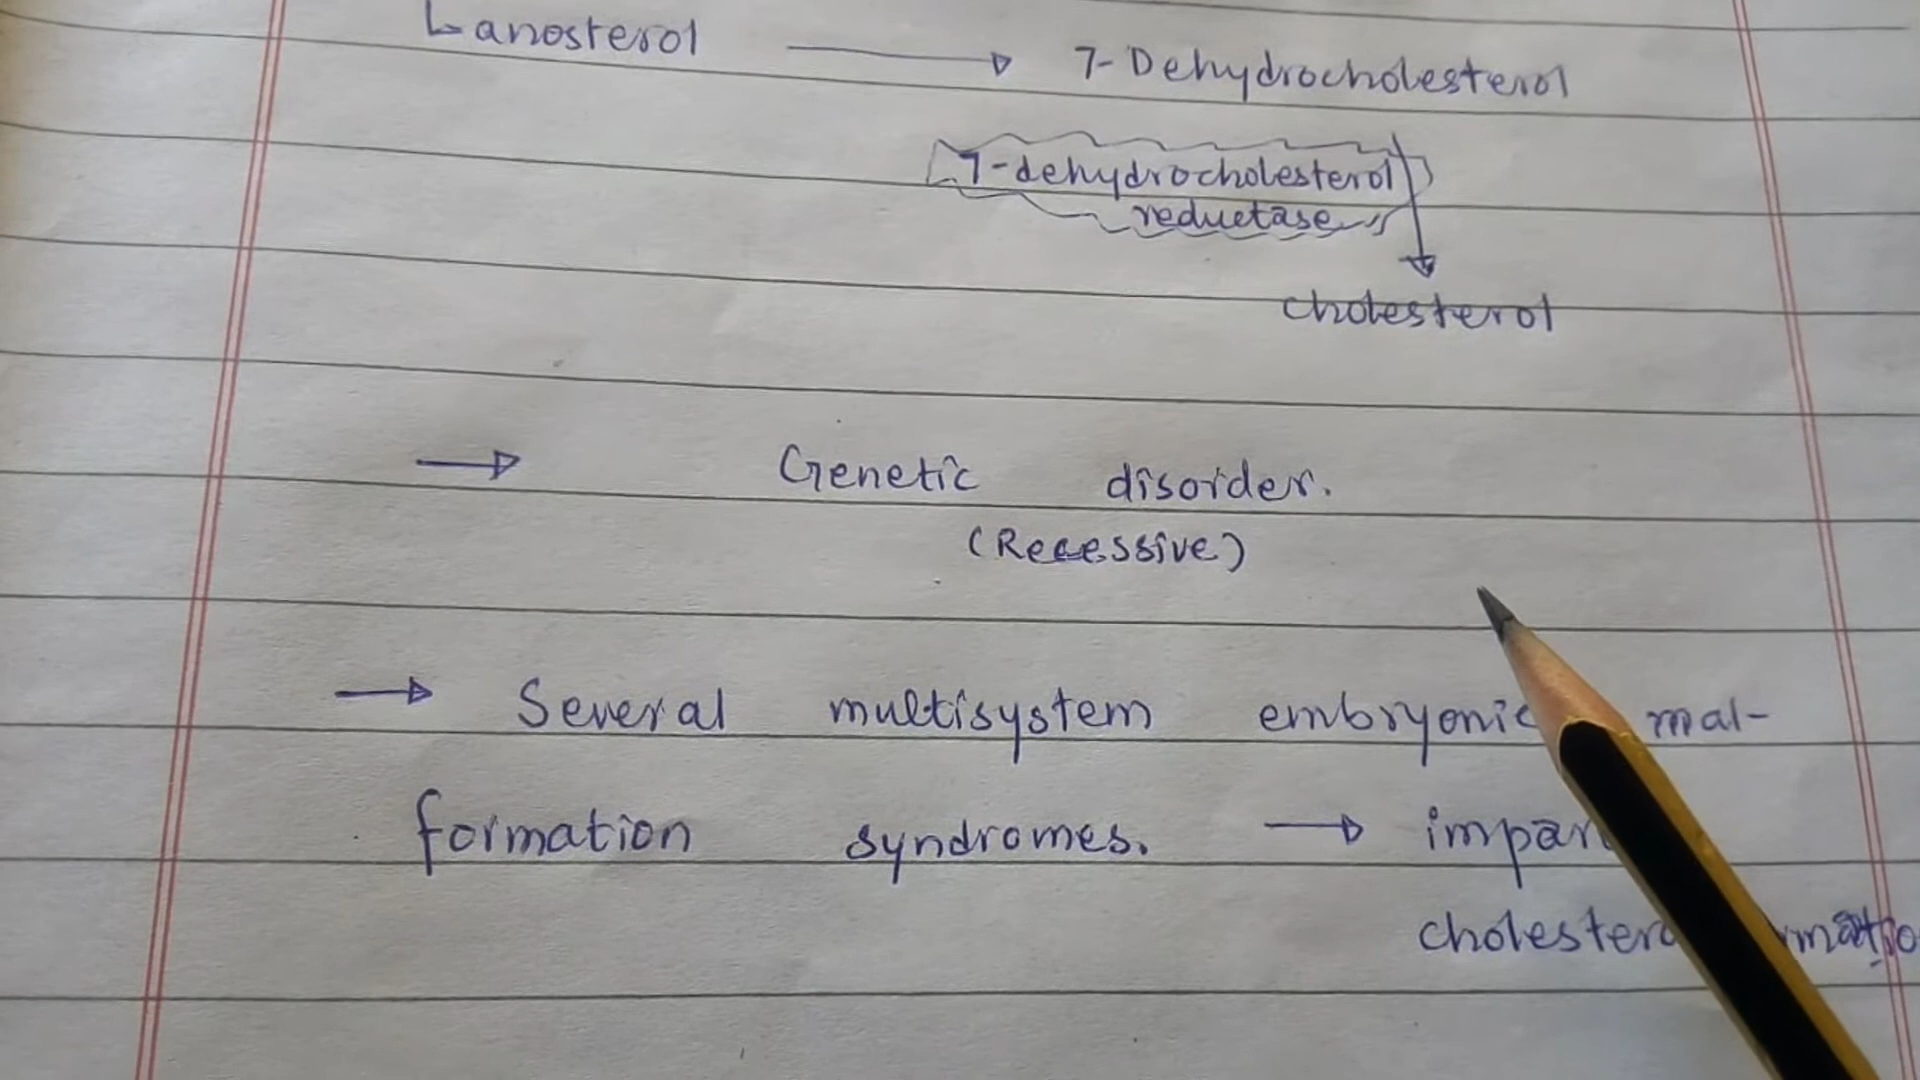 Lanosterol → 7-Dehydrocholesterol
7-dehydrocholesterol
reductase
cholesterol
→ Genetic disorder.
(Recessive)
→ Several multisystem embryonic mal-
formation syndromes. →